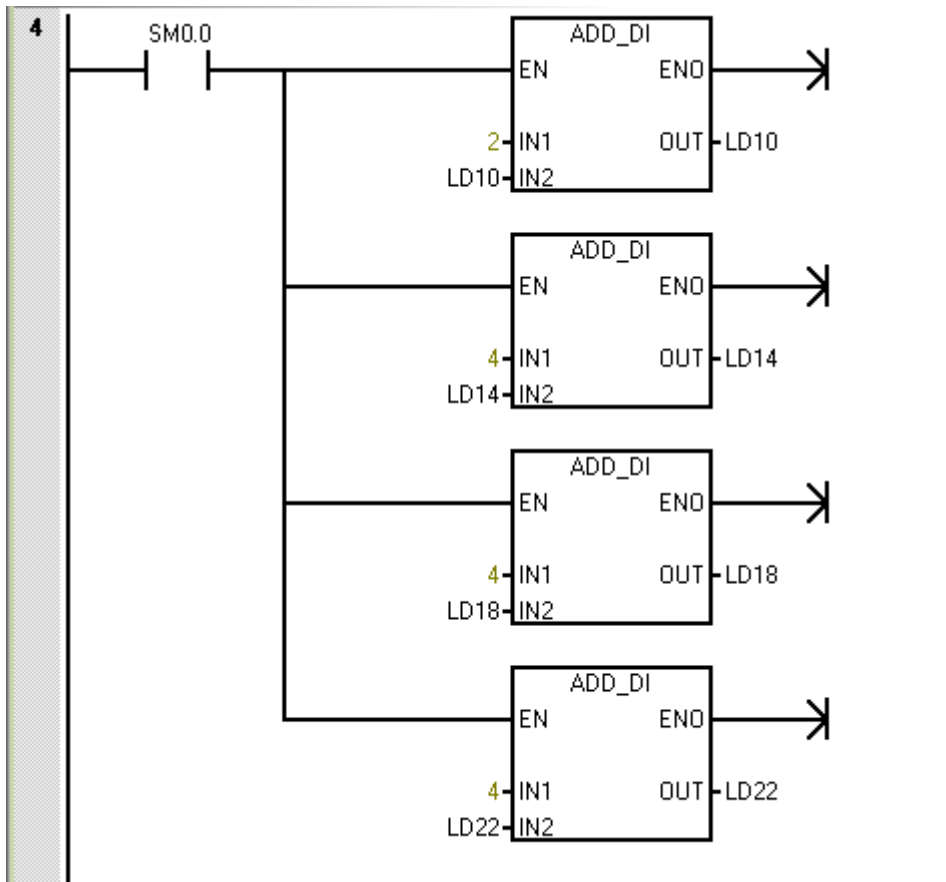 4
SM0.0
ADD_DI
EN ENO
2 IN1 OUT LD10
LD10 IN2
ADD_DI
EN ENO
4 IN1 OUT LD14
LD14 IN2
ADD_DI
EN ENO
4 IN1 OUT LD18
LD18 IN2
ADD_DI
EN ENO
4 IN1 OUT LD22
LD22 IN2